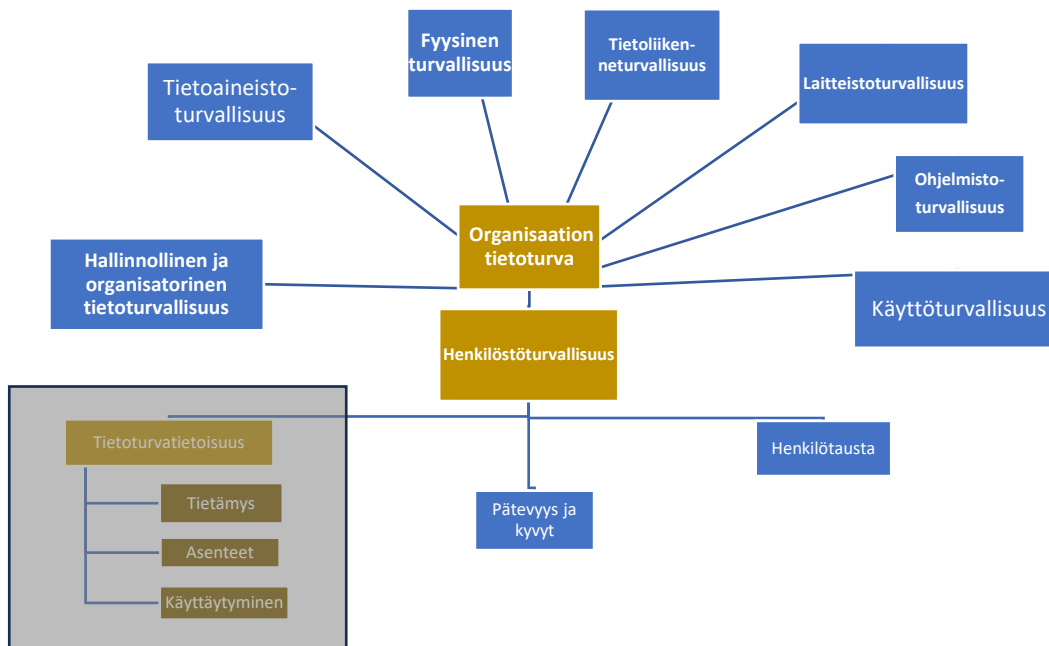 Fyysinen
turvallisuus
Tietoliiken-
neturvallisuus
Laitteistoturvallisuus
Tietoaineisto-
turvallisuus
Ohjelmisto-
turvallisuus
Organisaation
tietoturva
Hallinnollinen ja
organisatorinen
tietoturvallisuus
Käyttöturvallisuus
Henkilöstöturvallisuus
Tietoturvatietoisuus
Henkilötausta
Tietämys
Pätevyys ja
kyvyt
Asenteet
Käyttäytyminen